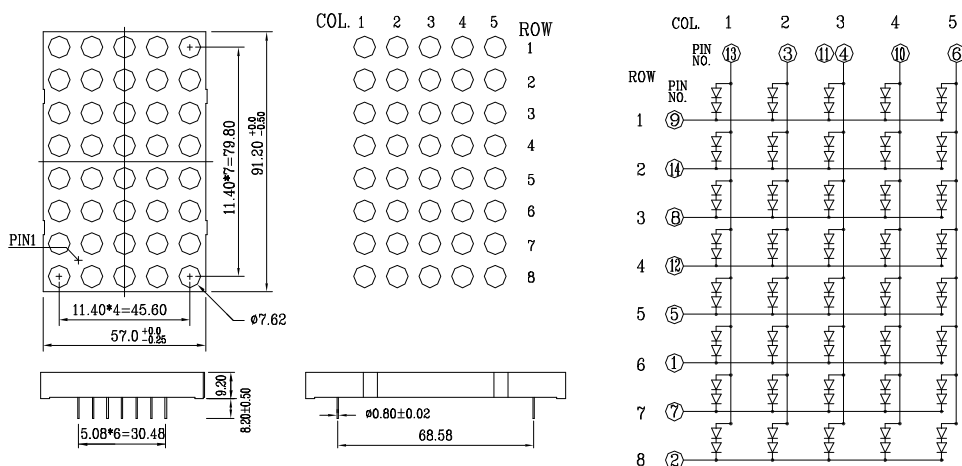 COL. 1 2 3 4 5
ROW
1
2
3
4
5
6
7
8
11.40*7=79.80
91.20 +0.0 -0.50
PIN1
11.40*4=45.60
57.0 +0.0 -0.25
ø7.62
9.20
8.20±0.50
5.08*6=30.48
ø0.80±0.02
68.58
COL. 1 2 3 4 5
PIN NO. 13 3 11 4 10 6
ROW
PIN NO.
1 9
2 14
3 8
4 12
5 5
6 1
7 7
8 2